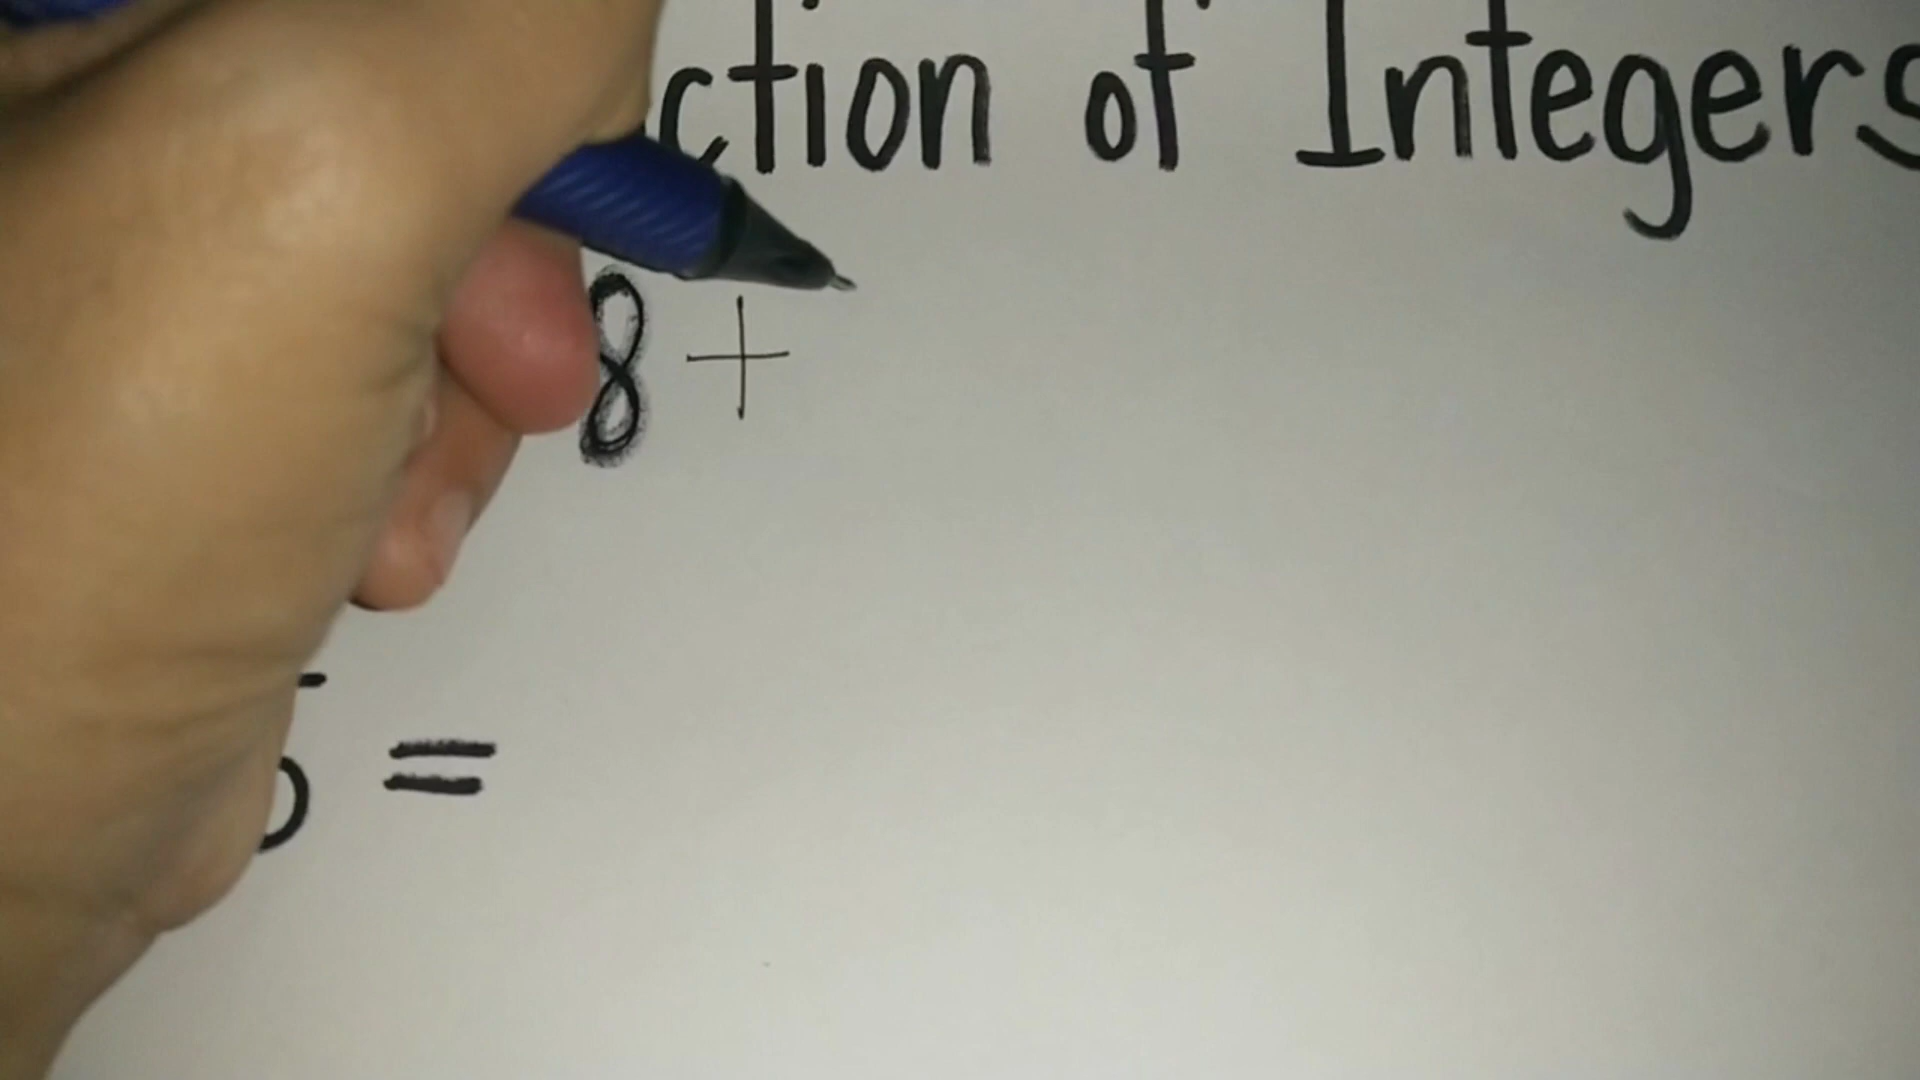 ction of Integers
8 +
=